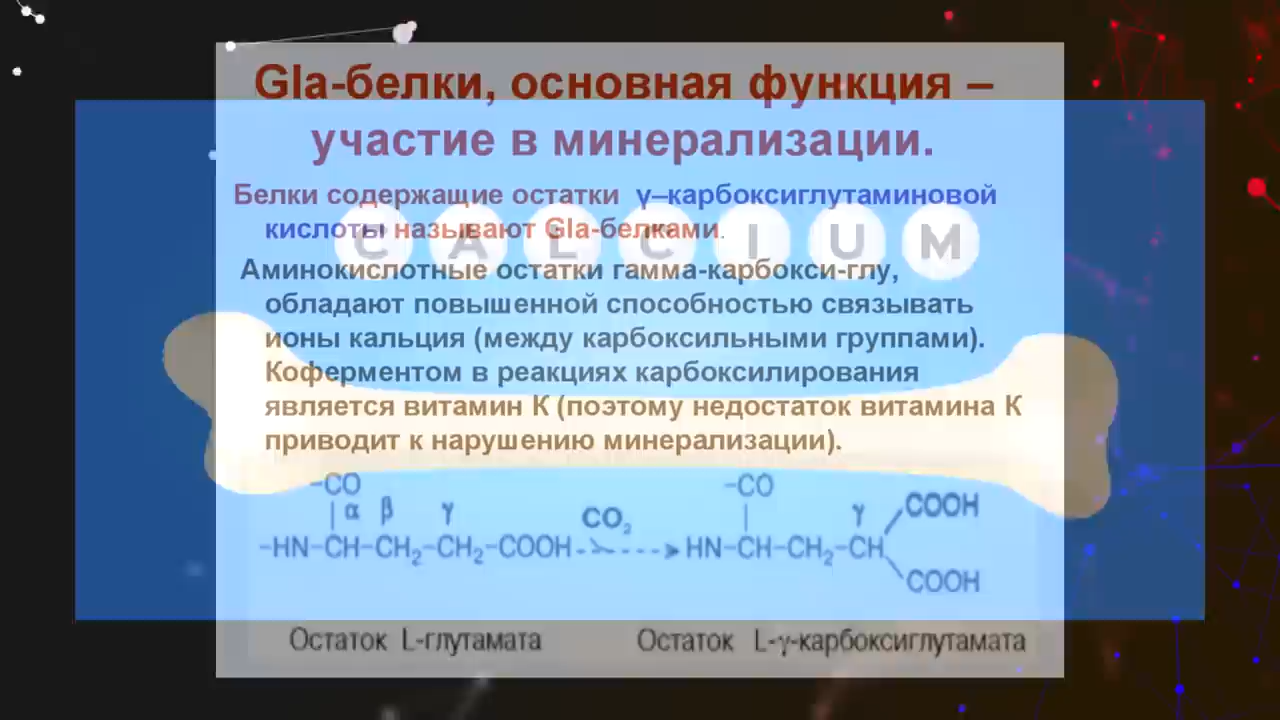 Gla-белки, основная функция –
участие в минерализации.
Белки содержащие остатки γ–карбоксиглутаминовой
кислоты называют Gla-белками.
CALCIUM
Аминокислотные остатки гамма-карбокси-глу,
обладают повышенной способностью связывать
ионы кальция (между карбоксильными группами).
Коферментом в реакциях карбоксилирования
является витамин К (поэтому недостаток витамина К
приводит к нарушению минерализации).
-CO -CO
α β γ CO₂ γ COOH
-HN-CH-CH₂-CH₂-COOH HN-CH-CH₂-CH
COOH
Остаток L-глутамата Остаток L-γ-карбоксиглутамата